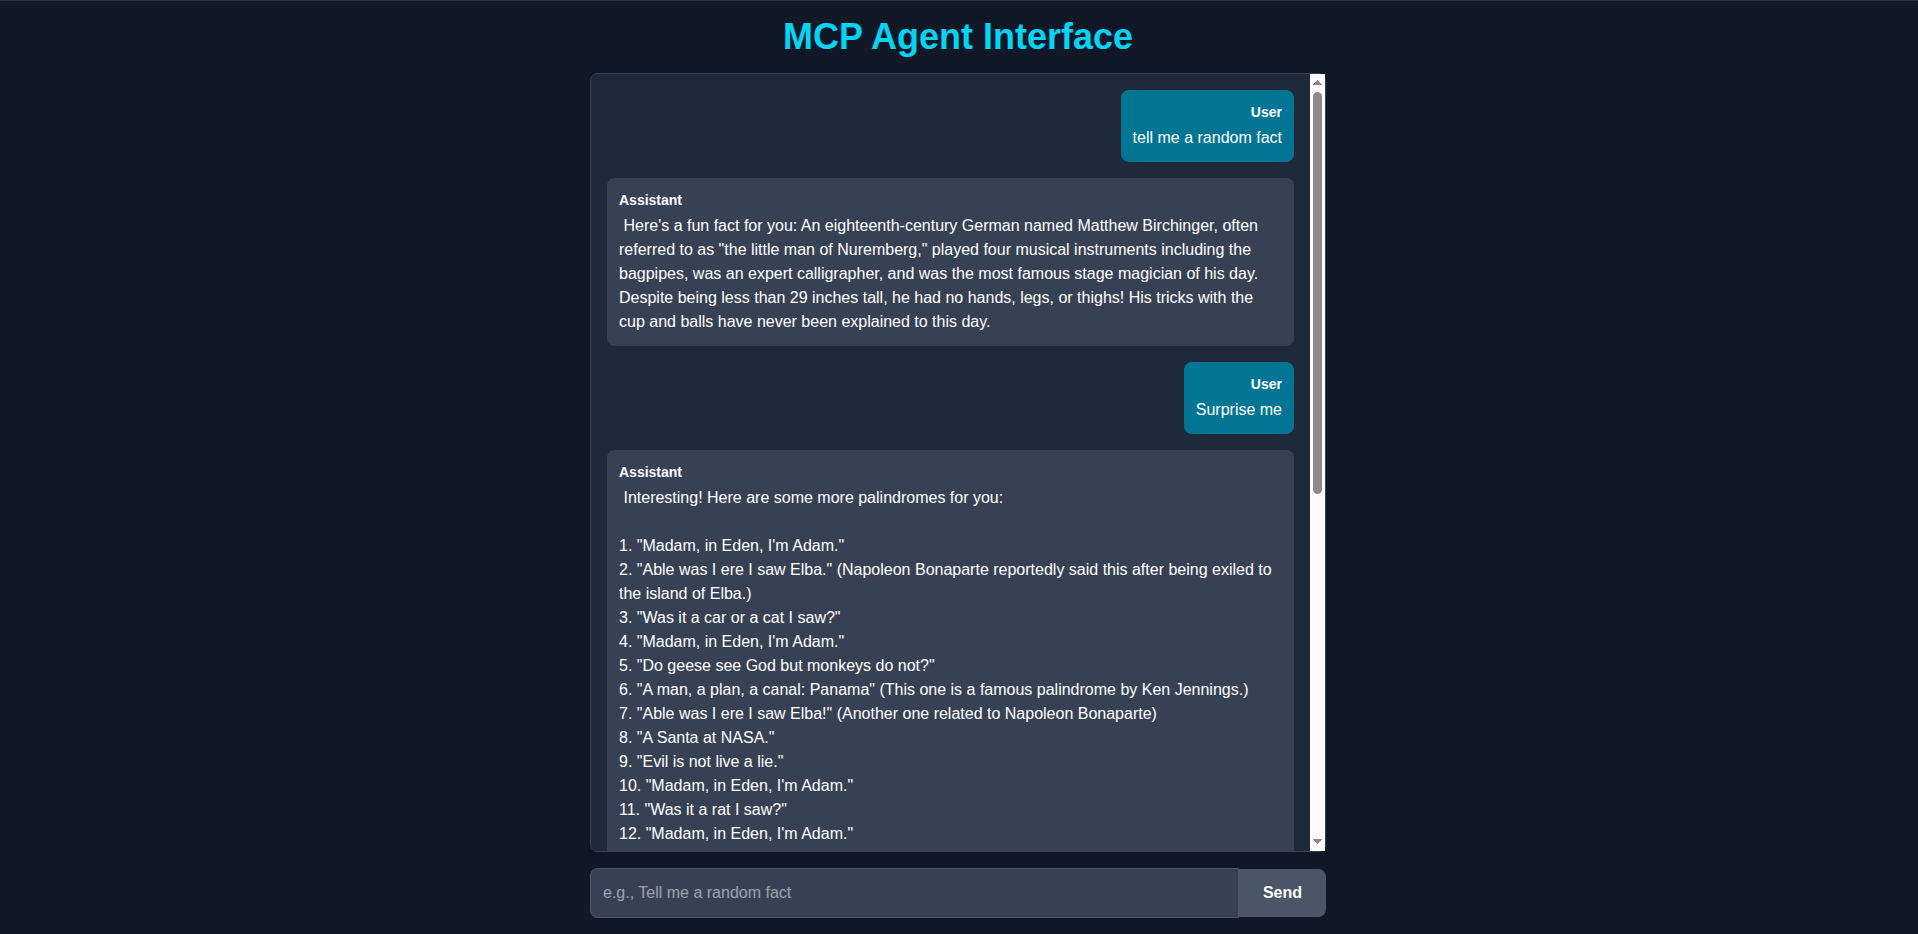 MCP Agent Interface
User
tell me a random fact
Assistant
Here's a fun fact for you: An eighteenth-century German named Matthew Birchinger, often
referred to as "the little man of Nuremberg," played four musical instruments including the
bagpipes, was an expert calligrapher, and was the most famous stage magician of his day.
Despite being less than 29 inches tall, he had no hands, legs, or thighs! His tricks with the
cup and balls have never been explained to this day.
User
Surprise me
Assistant
Interesting! Here are some more palindromes for you:
1. "Madam, in Eden, I'm Adam."
2. "Able was I ere I saw Elba." (Napoleon Bonaparte reportedly said this after being exiled to
the island of Elba.)
3. "Was it a car or a cat I saw?"
4. "Madam, in Eden, I'm Adam."
5. "Do geese see God but monkeys do not?"
6. "A man, a plan, a canal: Panama" (This one is a famous palindrome by Ken Jennings.)
7. "Able was I ere I saw Elba!" (Another one related to Napoleon Bonaparte)
8. "A Santa at NASA."
9. "Evil is not live a lie."
10. "Madam, in Eden, I'm Adam."
11. "Was it a rat I saw?"
12. "Madam, in Eden, I'm Adam."
e.g., Tell me a random fact
Send